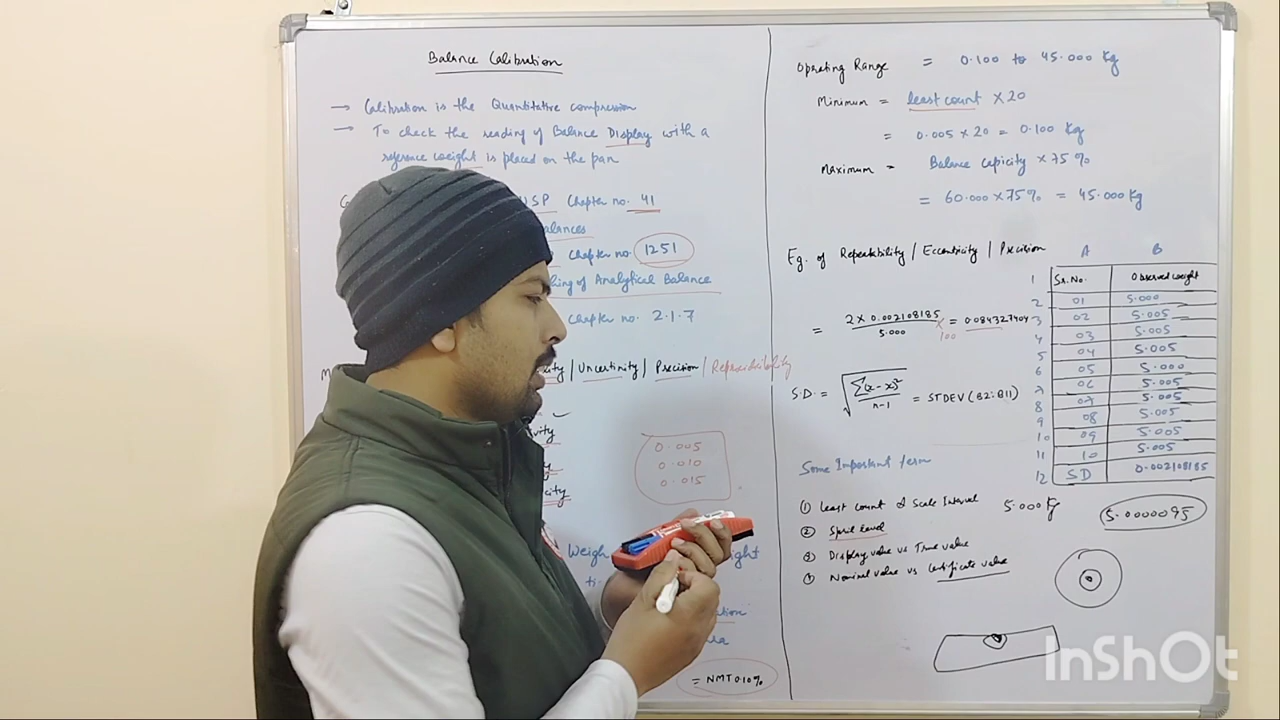 Balance Calibration
→ Calibration is the Quantitative compression
→ To check the reading of Balance Display with a
reference weight is placed on the pan
USP Chapter no. 41
alances
Chapter no. 1251
hing of Analytical Balance
Chapter no. 2.1.7
/ Uncertinity / Precision /
0.005
0.010
0.015
Weigh
= NMT 0.10%
Operating Range = 0.100 to 45.000 Kg
Minimum = least count × 20
= 0.005 × 20 = 0.100 Kg
Maximum = Balance capicity × 75%
= 60.000 × 75% = 45.000 Kg
Eg. of Repeatability / Eccentricity / Precision
= 2 × 0.002108185 / 5.000 × 100 = 0.084327404
S.D. = √ Σ(x - x)² / n-1 = STDEV (B2:B11)
A B
1 Sr.No. Observed weight
2 01 5.000
3 02 5.005
4 03 5.005
5 04 5.005
6 05 5.000
7 06 5.005
8 07 5.005
9 08 5.005
10 09 5.005
11 10 5.005
12 SD 0.002108185
Some Important term
① Least count & Scale Interval 5.000 Kg 5.0000095
② Sprit level
③ Display value vs True value
④ Nominal value vs Certificate value
InShOt